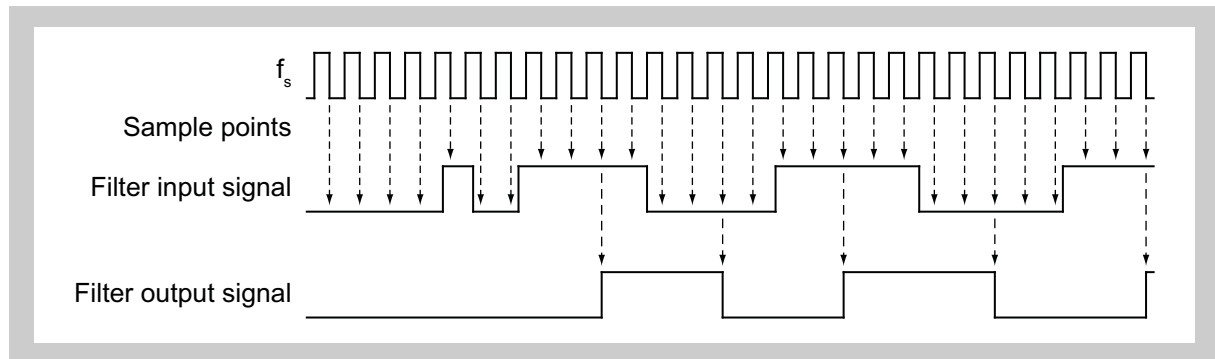 fs
Sample points
Filter input signal
Filter output signal